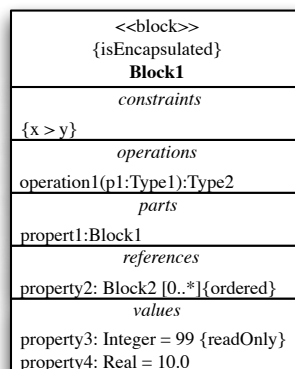 <<block>>
{isEncapsulated}
Block1
constraints
{x > y}
operations
operation1(p1:Type1):Type2
parts
propert1:Block1
references
property2: Block2 [0..*]{ordered}
values
property3: Integer = 99 {readOnly}
property4: Real = 10.0